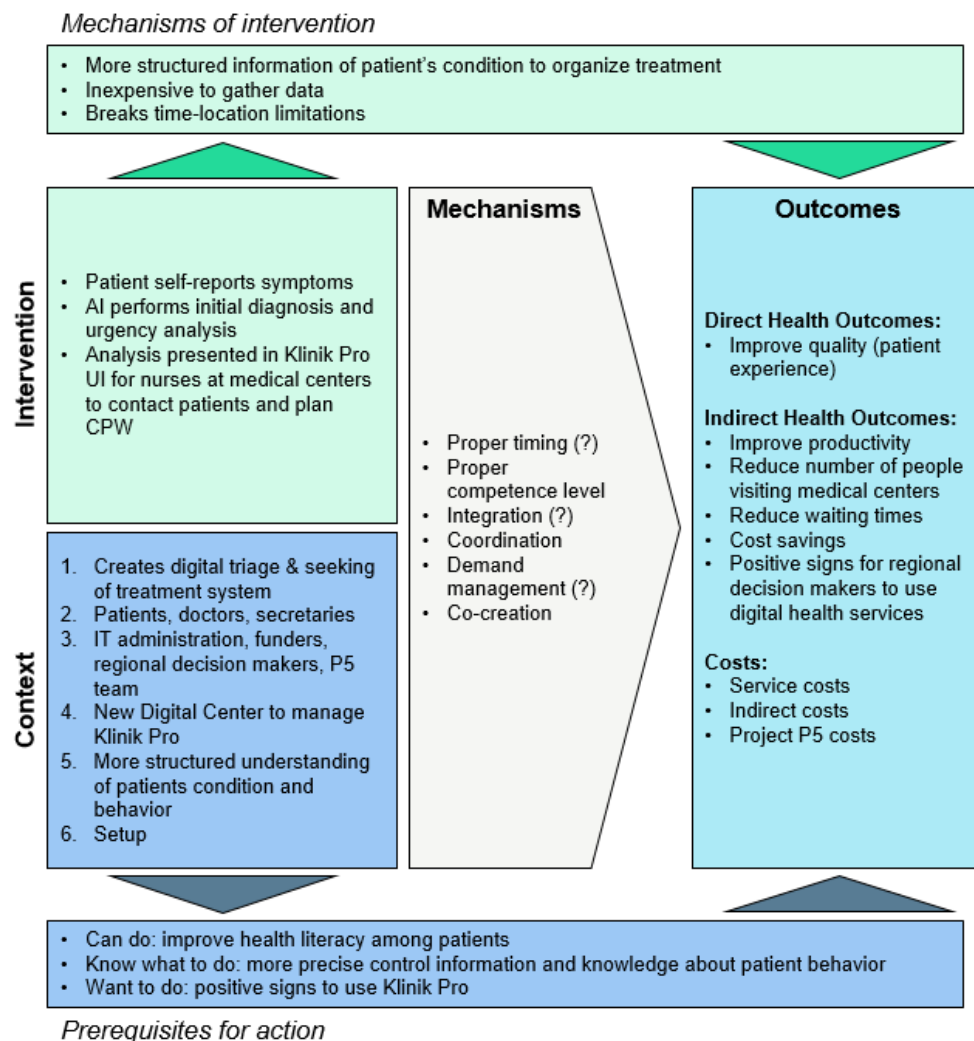 Mechanisms of intervention
• More structured information of patient's condition to organize treatment
• Inexpensive to gather data
• Breaks time-location limitations
Intervention
• Patient self-reports symptoms
• AI performs initial diagnosis and
urgency analysis
• Analysis presented in Klinik Pro
UI for nurses at medical centers
to contact patients and plan
CPW
Context
1. Creates digital triage & seeking
of treatment system
2. Patients, doctors, secretaries
3. IT administration, funders,
regional decision makers, P5
team
4. New Digital Center to manage
Klinik Pro
5. More structured understanding
of patients condition and
behavior
6. Setup
Mechanisms
• Proper timing (?)
• Proper
competence level
• Integration (?)
• Coordination
• Demand
management (?)
• Co-creation
Outcomes
Direct Health Outcomes:
• Improve quality (patient
experience)
Indirect Health Outcomes:
• Improve productivity
• Reduce number of people
visiting medical centers
• Reduce waiting times
• Cost savings
• Positive signs for regional
decision makers to use
digital health services
Costs:
• Service costs
• Indirect costs
• Project P5 costs
• Can do: improve health literacy among patients
• Know what to do: more precise control information and knowledge about patient behavior
• Want to do: positive signs to use Klinik Pro
Prerequisites for action